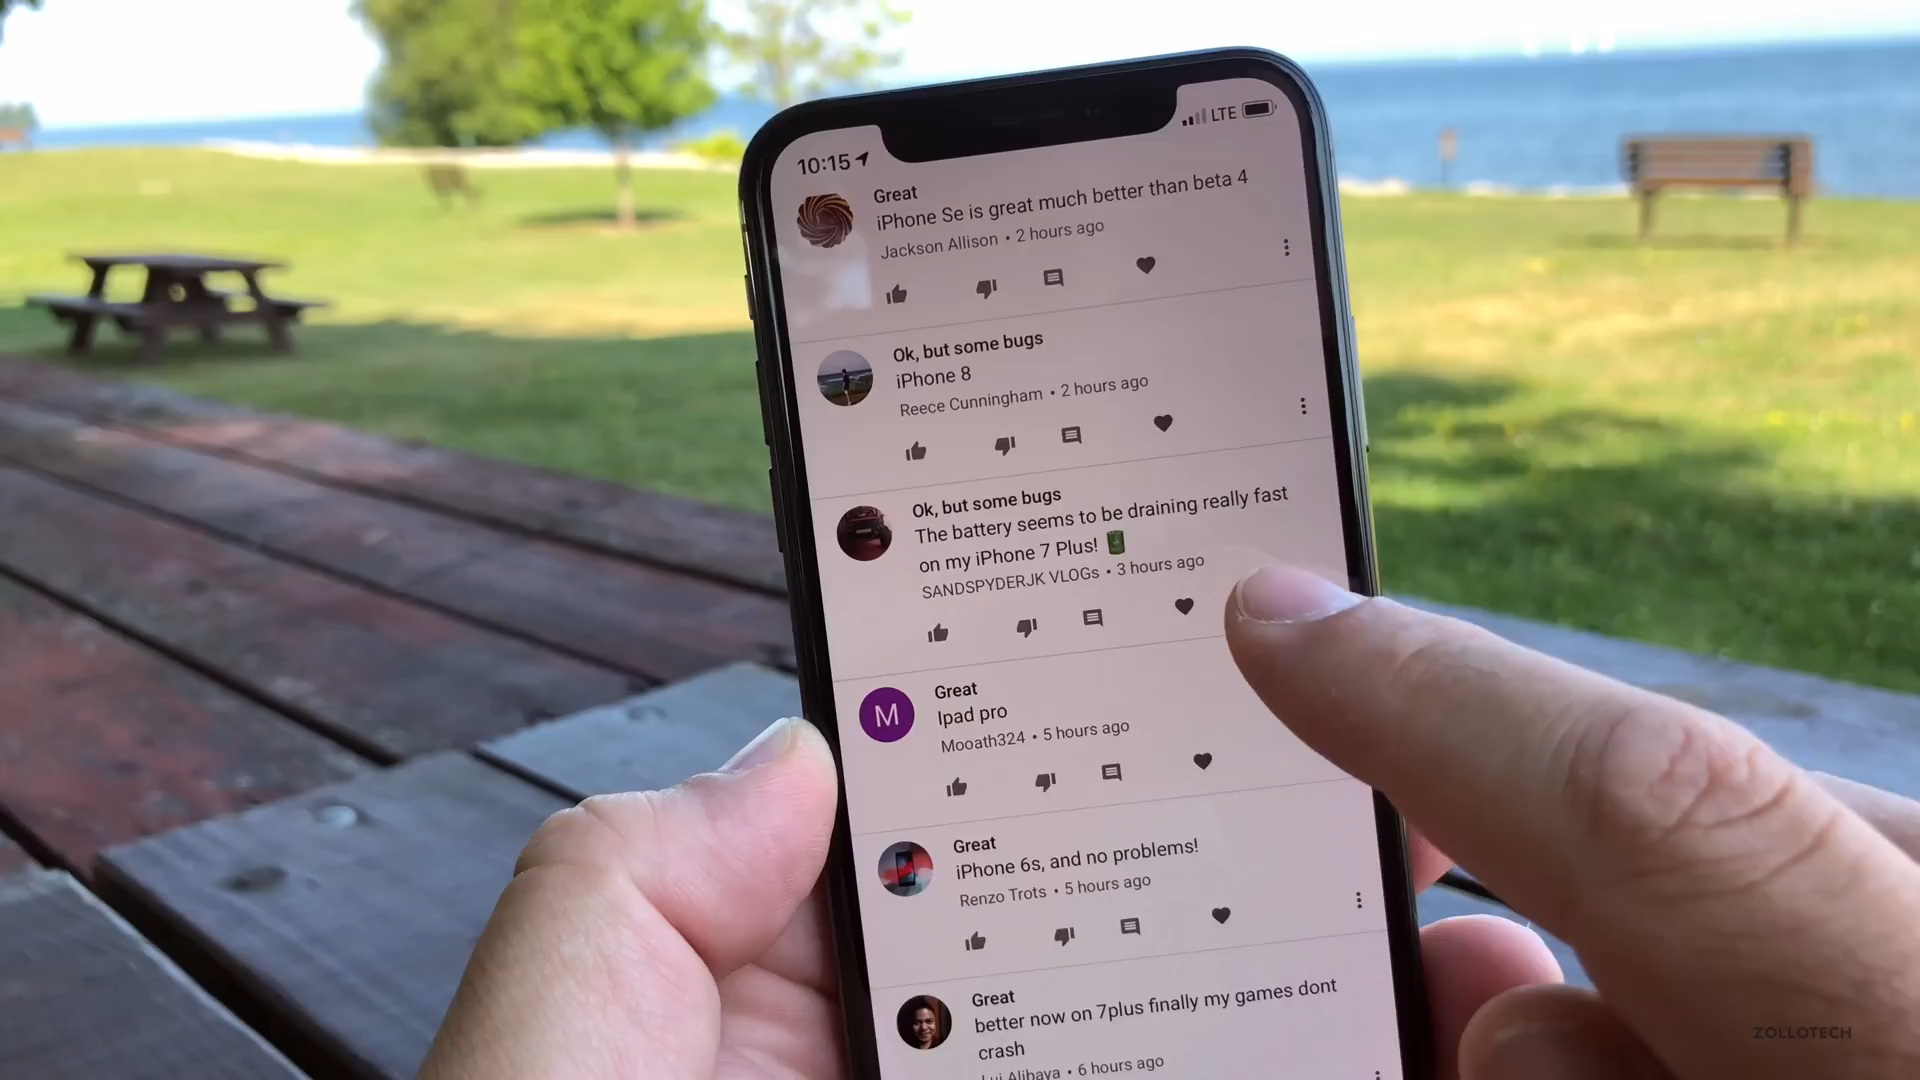 10:15
LTE
Great
iPhone Se is great much better than beta 4
Jackson Allison • 2 hours ago
Ok, but some bugs
iPhone 8
Reece Cunningham • 2 hours ago
Ok, but some bugs
The battery seems to be draining really fast
on my iPhone 7 Plus!
SANDSPYDERJK VLOGs • 3 hours ago
M
Great
Ipad pro
Mooath324 • 5 hours ago
Great
iPhone 6s, and no problems!
Renzo Trots • 5 hours ago
Great
better now on 7plus finally my games dont
crash
Lui Alibaya • 6 hours ago
ZOLLOTECH